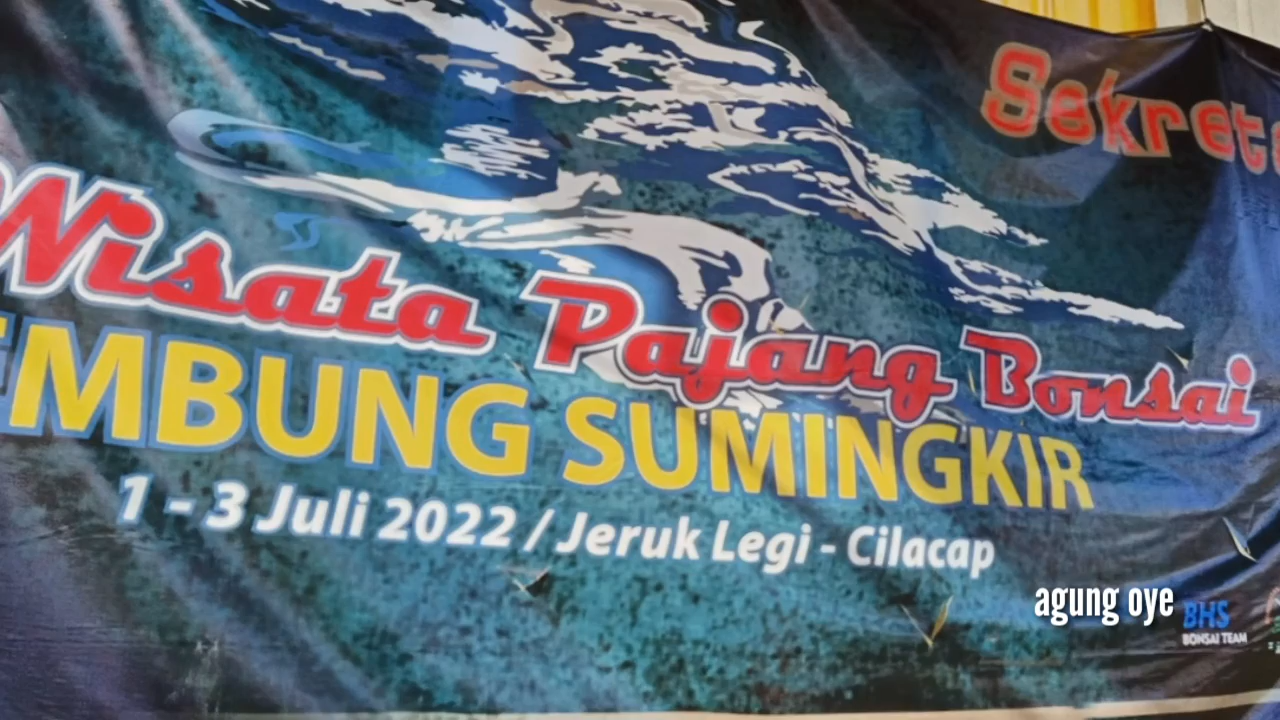 Sekreta
Wisata Pajang Bonsai
EMBUNG SUMINGKIR
1 - 3 Juli 2022 / Jeruk Legi - Cilacap
agung oye
BHS
BONSAI TEAM